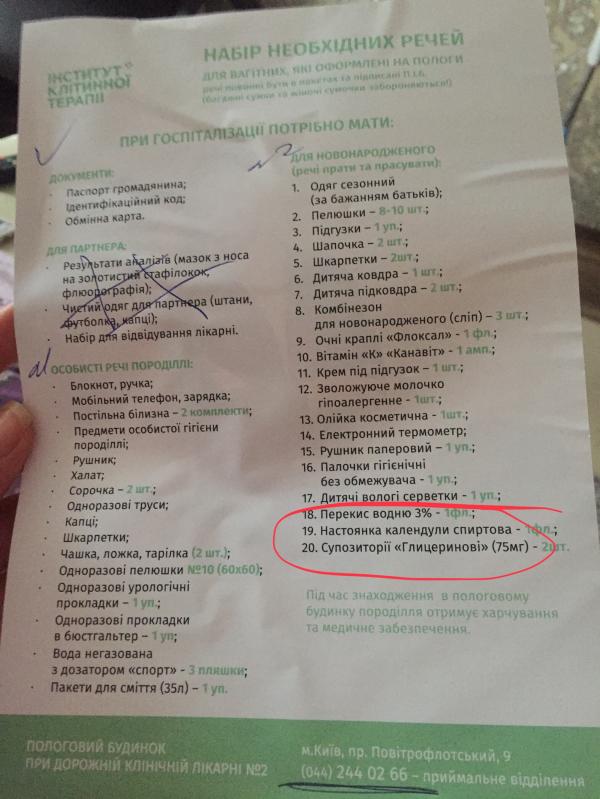 ІНСТИТУТ
КЛІТИННОЇ
ТЕРАПІЇ
НАБІР НЕОБХІДНИХ РЕЧЕЙ
ДЛЯ ВАГІТНИХ, ЯКІ ОФОРМЛЕНІ НА ПОЛОГИ
речі повинні бути в пакетах та підписані П.І.Б.
(багажні сумки та жіночі сумочки забороняються!)
ПРИ ГОСПІТАЛІЗАЦІЇ ПОТРІБНО МАТИ:
ДОКУМЕНТИ:
· Паспорт громадянина;
· Ідентифікаційний код;
· Обмінна карта.
ДЛЯ ПАРТНЕРА:
· Результати аналізів (мазок з носа
на золотистий стафілокок,
флюорографія);
· Чистий одяг для партнера (штани,
футболка, капці);
· Набір для відвідування лікарні.
ОСОБИСТІ РЕЧІ ПОРОДІЛЛІ:
· Блокнот, ручка;
· Мобільний телефон, зарядка;
· Постільна білизна – 2 комплекти;
· Предмети особистої гігієни
породіллі;
· Рушник;
· Халат;
· Сорочка – 2 шт.;
· Одноразові труси;
· Капці;
· Шкарпетки;
· Чашка, ложка, тарілка (2 шт.);
· Одноразові пелюшки №10 (60х60);
· Одноразові урологічні
прокладки – 1 уп.;
· Одноразові прокладки
в бюстгальтер – 1 уп;
· Вода негазована
з дозатором «спорт» - 3 пляшки;
· Пакети для сміття (35л) – 1 уп.
2
ДЛЯ НОВОНАРОДЖЕНОГО
(речі прати та прасувати):
1. Одяг сезонний
(за бажанням батьків);
2. Пелюшки – 8-10 шт.;
3. Підгузки – 1 уп.;
4. Шапочка – 2 шт.;
5. Шкарпетки – 2шт.;
6. Дитяча ковдра – 1 шт.;
7. Дитяча підковдра – 2 шт.;
8. Комбінезон
для новонародженого (сліп) – 3 шт.;
9. Очні краплі «Флоксал» - 1 фл.;
10. Вітамін «К» «Канавіт» - 1 амп.;
11. Крем під підгузок – 1 шт.;
12. Зволожуюче молочко
гіпоалергенне - 1шт.;
13. Олійка косметична – 1шт.;
14. Електронний термометр;
15. Рушник паперовий – 1 уп.;
16. Палочки гігієнічні
без обмежувача - 1 уп.;
17. Дитячі вологі серветки – 1 уп.;
18. Перекис водню 3% - 1фл.;
19. Настоянка календули спиртова - 1фл.;
20. Супозиторії «Гліцеринові» (75мг) - 2шт.
Під час знаходження в пологовому
будинку породілля отримує харчування
та медичне забезпечення.
ПОЛОГОВИЙ БУДИНОК
ПРИ ДОРОЖНІЙ КЛІНІЧНІЙ ЛІКАРНІ №2
м.Київ, пр. Повітрофлотський, 9
(044) 244 02 66 – приймальне відділення